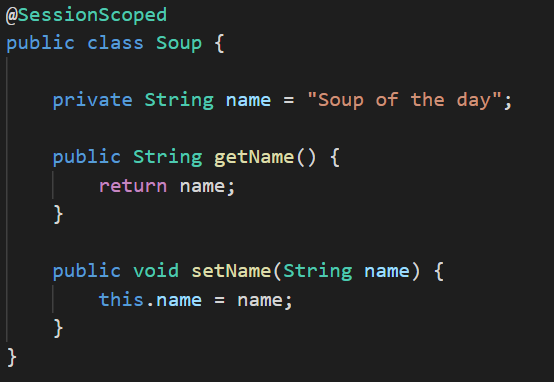 @SessionScoped
public class Soup {
private String name = "Soup of the day";
public String getName() {
return name;
}
public void setName(String name) {
this.name = name;
}
}